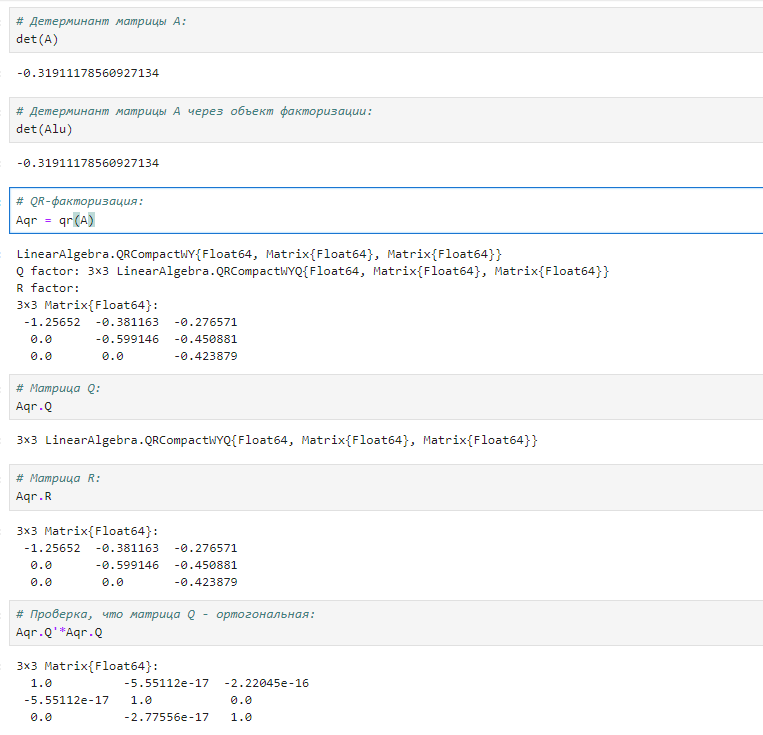 # Детерминант матрицы A:
det(A)
-0.31911178560927134
# Детерминант матрицы A через объект факторизации:
det(Alu)
-0.31911178560927134
# QR-факторизация:
Aqr = qr(A)
LinearAlgebra.QRCompactWY{Float64, Matrix{Float64}, Matrix{Float64}}
Q factor: 3×3 LinearAlgebra.QRCompactWYQ{Float64, Matrix{Float64}, Matrix{Float64}}
R factor:
3×3 Matrix{Float64}:
 -1.25652  -0.381163  -0.276571
  0.0      -0.599146  -0.450881
  0.0       0.0       -0.423879
# Матрица Q:
Aqr.Q
3×3 LinearAlgebra.QRCompactWYQ{Float64, Matrix{Float64}, Matrix{Float64}}
# Матрица R:
Aqr.R
3×3 Matrix{Float64}:
 -1.25652  -0.381163  -0.276571
  0.0      -0.599146  -0.450881
  0.0       0.0       -0.423879
# Проверка, что матрица Q - ортогональная:
Aqr.Q'*Aqr.Q
3×3 Matrix{Float64}:
  1.0          -5.55112e-17  -2.22045e-16
 -5.55112e-17   1.0           0.0
  0.0          -2.77556e-17   1.0